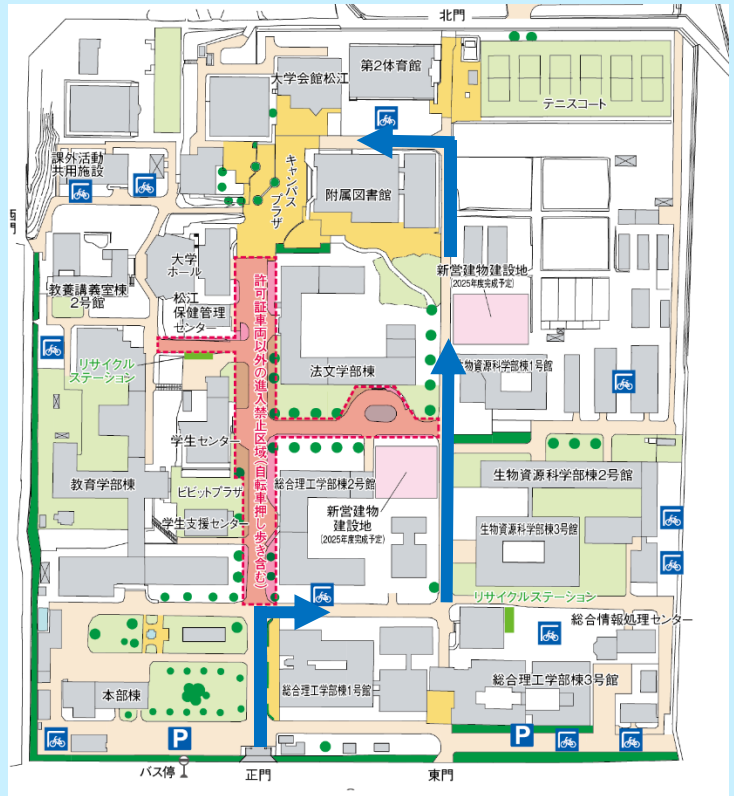 北門
大学会館松江
第2体育館
テニスコート
課外活動
共用施設
キャンパス
プラザ
附属図書館
西門
大学
ホール
教養講義室棟
2号館
新営建物建設地
(2025年度完成予定)
松江
保健管理
センター
許可証車両以外の進入禁止区域(自転車押し歩き含む)
リサイクル
ステーション
法文学部棟
生物資源科学部棟1号館
学生センター
教育学部棟
ビビットプラザ
総合理工学部棟2号館
生物資源科学部棟2号館
新営建物
建設地
(2025年度完成予定)
学生支援センター
生物資源科学部棟3号館
リサイクルステーション
総合情報処理センター
本部棟
総合理工学部棟1号館
総合理工学部棟3号館
P
P
バス停
正門
東門